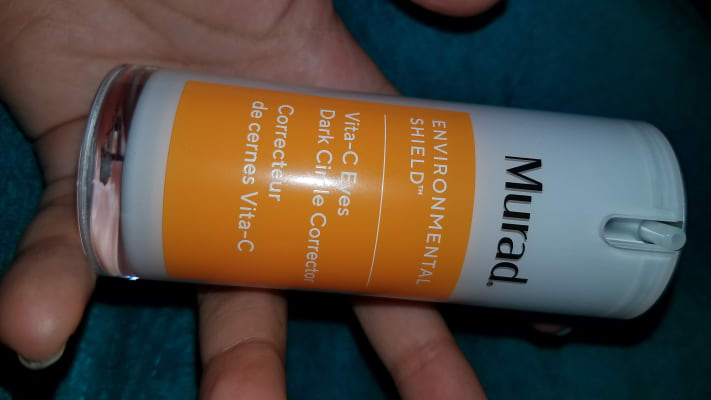 Murad.
ENVIRONMENTAL
SHIELD™
Vita-C Eyes
Dark Circle Corrector
Correcteur
de cernes Vita-C